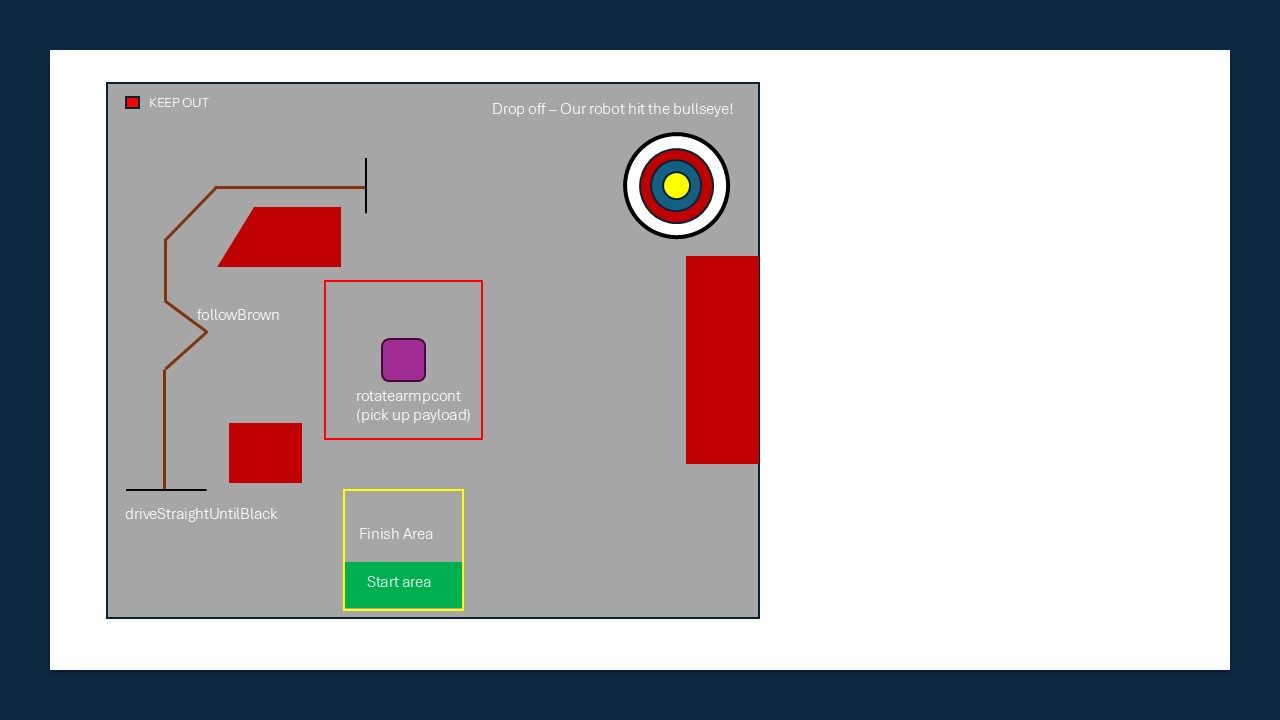 KEEP OUT
Drop off – Our robot hit the bullseye!
followBrown
rotatearmpcont
(pick up payload)
driveStraightUntilBlack
Finish Area
Start area